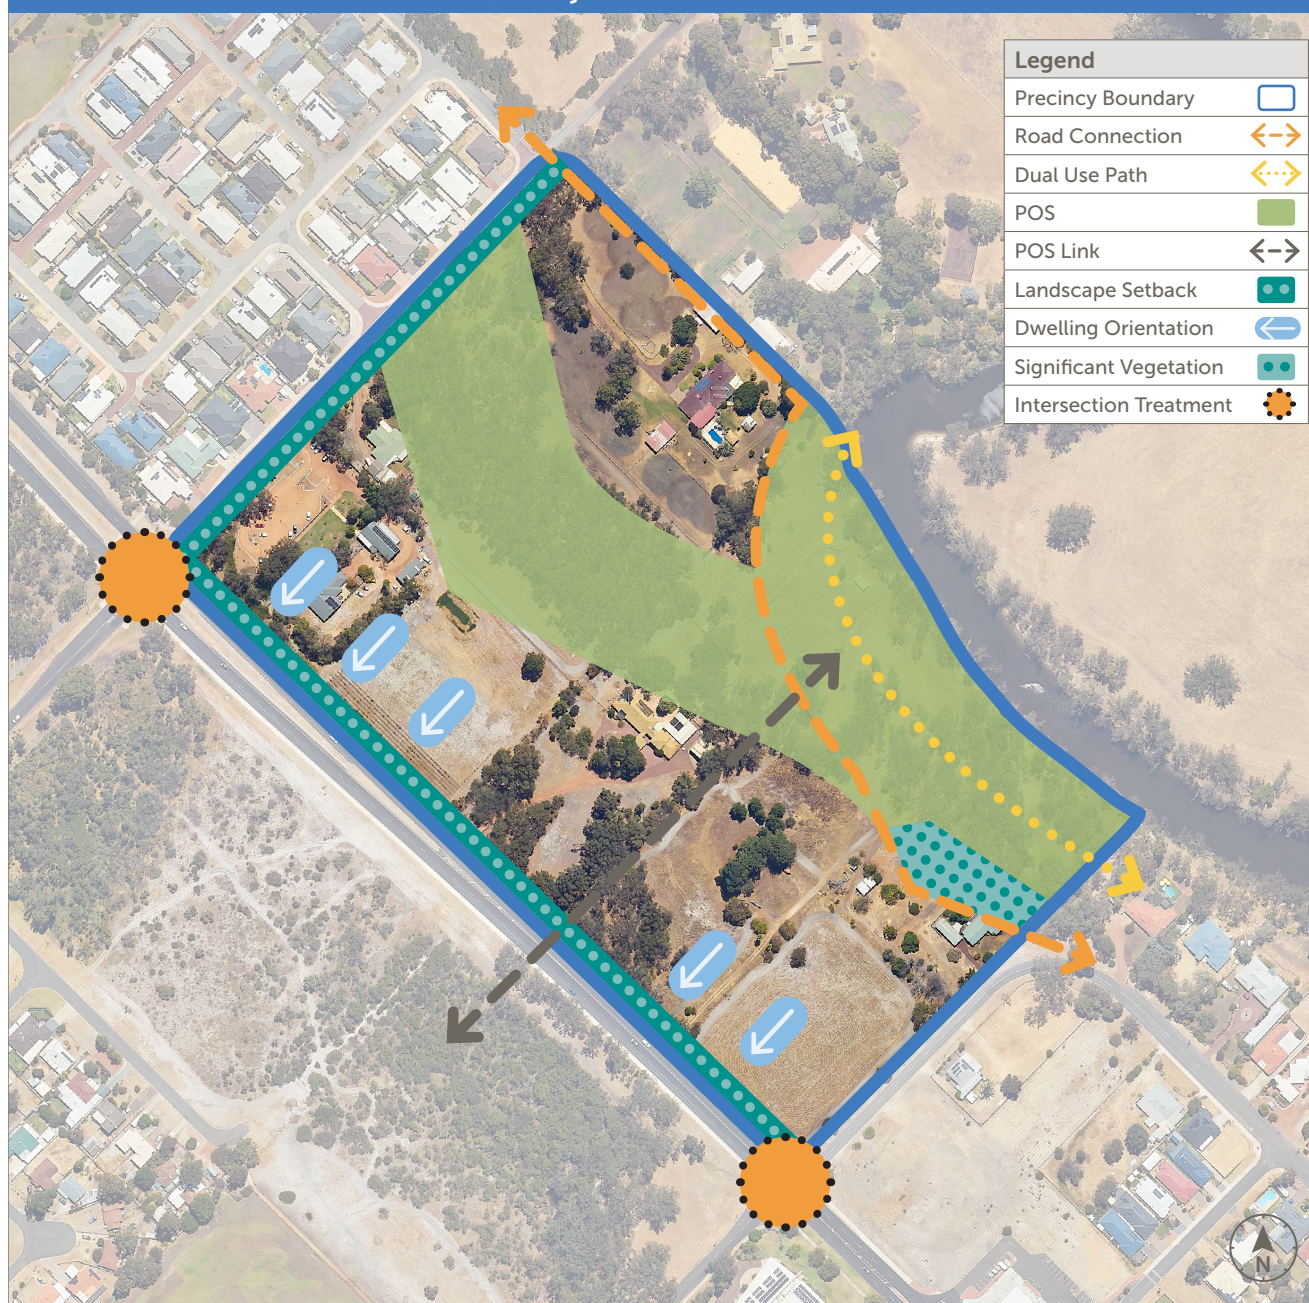 Legend
Precincy Boundary
Road Connection
Dual Use Path
POS
POS Link
Landscape Setback
Dwelling Orientation
Significant Vegetation
Intersection Treatment
N